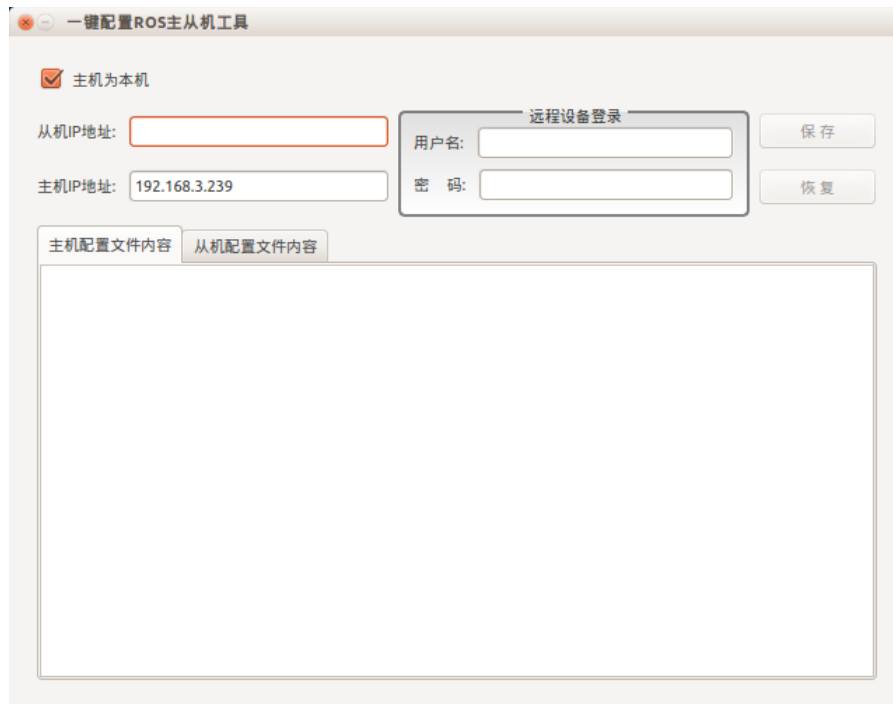 一键配置ROS主从机工具
主机为本机
从机IP地址:
主机IP地址: 192.168.3.239
远程设备登录
用户名:
密 码:
保存
恢复
主机配置文件内容 从机配置文件内容